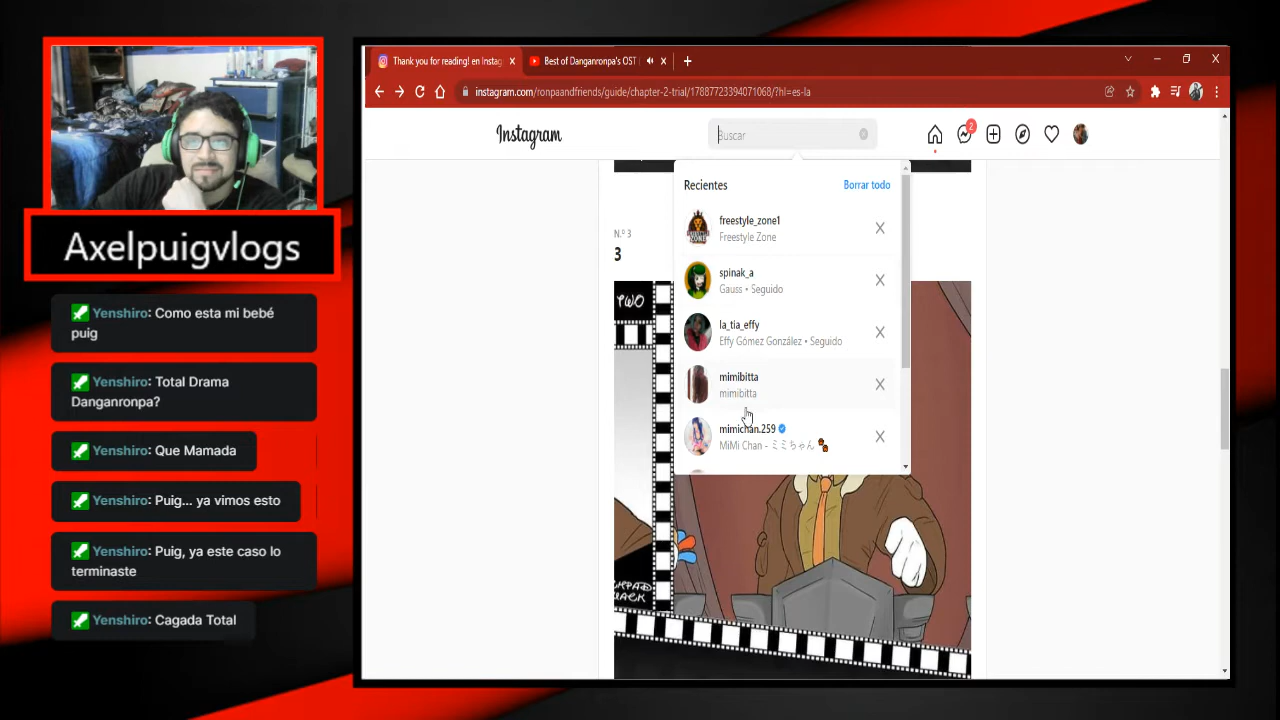 Thank you for reading! en Instag
Best of Danganronpa's OST
instagram.com/ronpaandfriends/guide/chapter-2-trial/17887723394071068/?hl=es-la
Instagram
Buscar
2
Recientes
Borrar todo
freestyle_zone1
Freestyle Zone
spinak_a
Gauss • Seguido
la_tia_effy
Effy Gómez González • Seguido
mimibitta
mimibitta
mimichan.259
MiMi Chan - ミミちゃん
N.º 3
3
TWO
Axelpuigvlogs
Yenshiro: Como esta mi bebé
puig
Yenshiro: Total Drama
Danganronpa?
Yenshiro: Que Mamada
Yenshiro: Puig... ya vimos esto
Yenshiro: Puig, ya este caso lo
terminaste
Yenshiro: Cagada Total